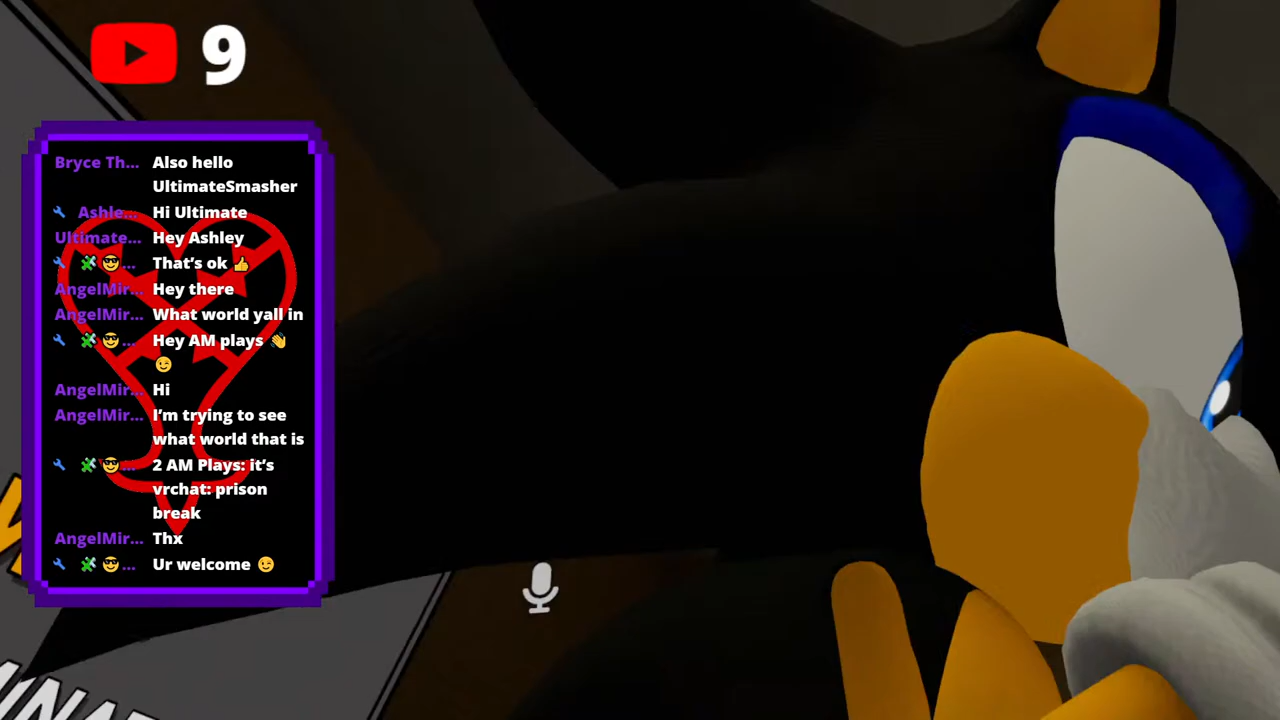 9
Bryce Th... Also hello
UltimateSmasher
Ashle... Hi Ultimate
Ultimate... Hey Ashley
... That's ok 👍
AngelMir... Hey there
AngelMir... What world yall in
... Hey AM plays 👋
😉
AngelMir... Hi
AngelMir... I'm trying to see
what world that is
... 2 AM Plays: it's
vrchat: prison
break
AngelMir... Thx
... Ur welcome 😉